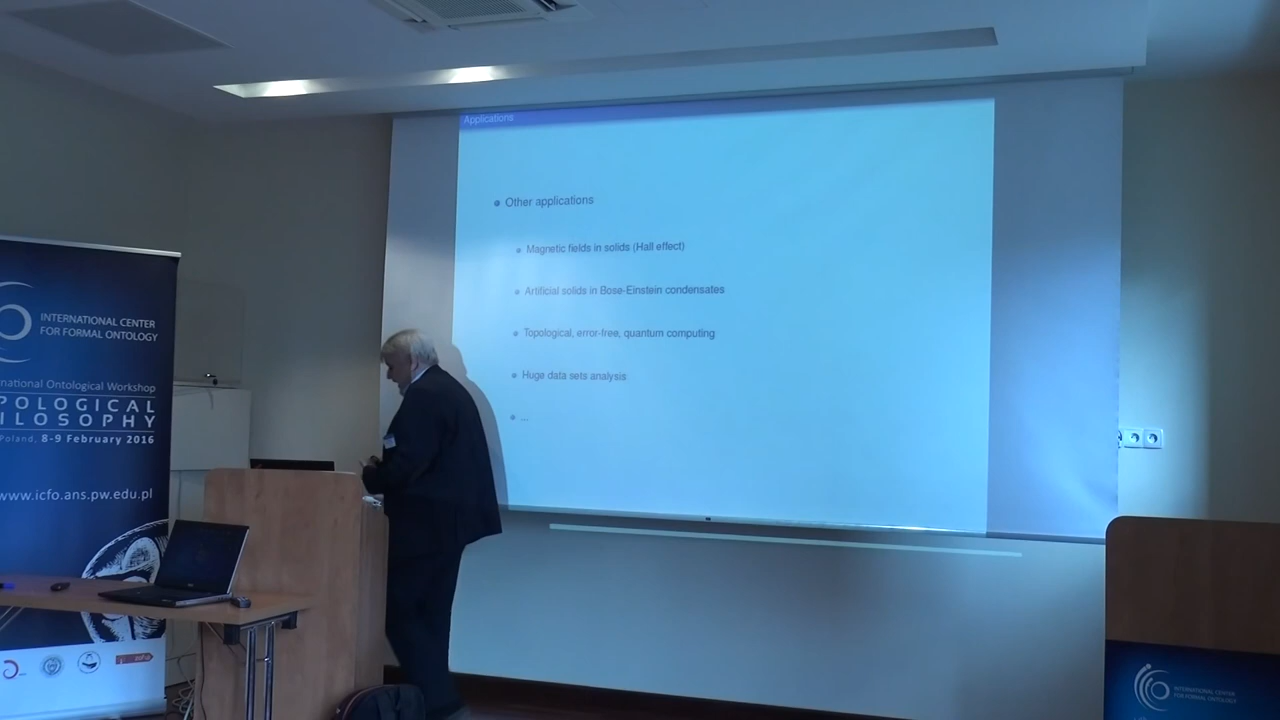 Applications
Other applications
Magnetic fields in solids (Hall effect)
Artificial solids in Bose-Einstein condensates
Topological, error-free, quantum computing
Huge data sets analysis
...
INTERNATIONAL CENTER
FOR FORMAL ONTOLOGY
national Ontological Workshop
POLOGICAL
ILOSOPHY
Poland, 8-9 February 2016
www.icfo.ans.pw.edu.pl
INTERNATIONAL CENTER
FOR FORMAL ONTOLOGY